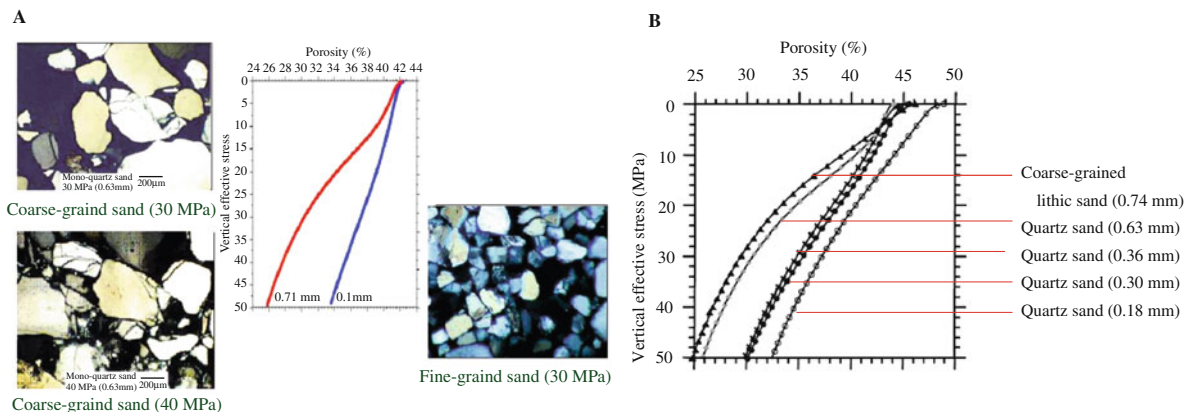 A
Mono-quartz sand
30 MPa (0.63mm)
200μm
Coarse-graind sand (30 MPa)
Mono-quartz sand
40 MPa (0.63mm)
200μm
Coarse-graind sand (40 MPa)
Porosity (%)
24 26 28 30 32 34 36 38 40 42 44
Vertical effective stress
0
5
10
15
20
25
30
35
40
45
50
0.71 mm
0.1mm
Fine-graind sand (30 MPa)
B
Porosity (%)
25 30 35 40 45 50
Vertical effective stress (MPa)
0
10
20
30
40
50
Coarse-grained
lithic sand (0.74 mm)
Quartz sand (0.63 mm)
Quartz sand (0.36 mm)
Quartz sand (0.30 mm)
Quartz sand (0.18 mm)